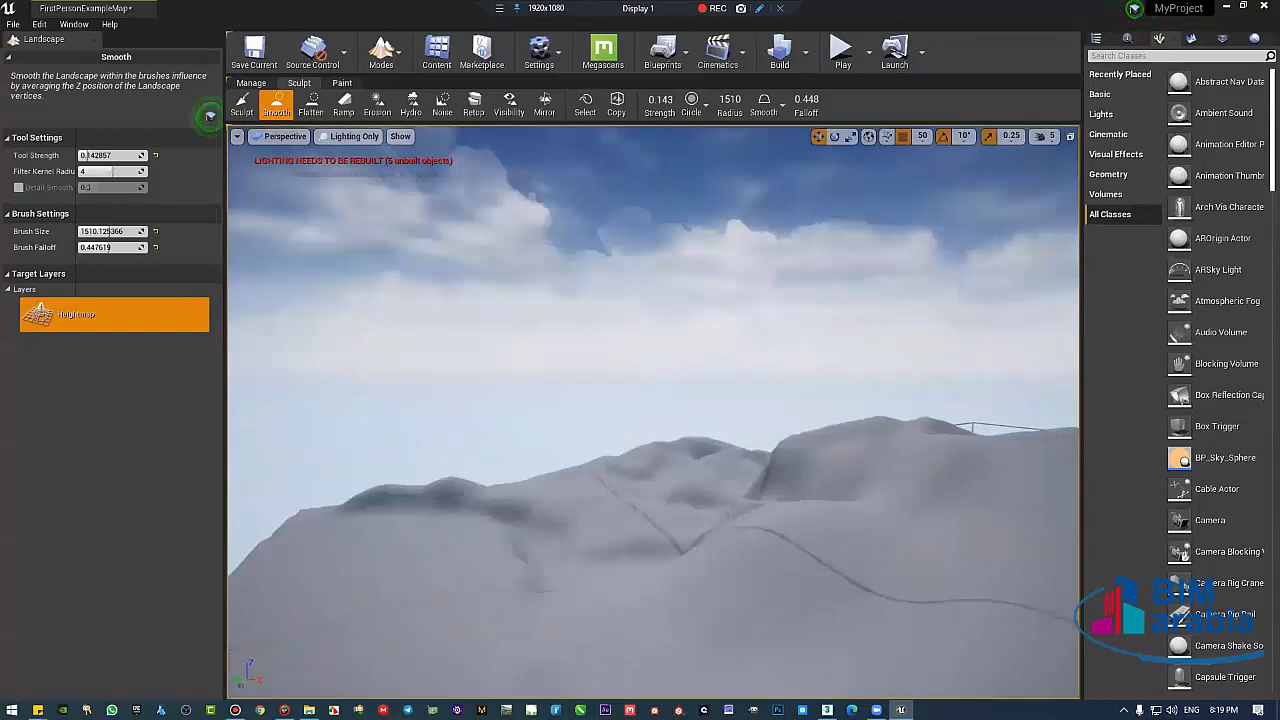 FirstPersonExampleMap*
1920x1080
Display 1
REC
MyProject
File
Edit
Window
Help
Landscape
Smooth
Smooth the Landscape within the brushes influence
by averaging the Z position of the Landscape
vertices.
Tool Settings
Tool Strength
0.142857
Filter Kernel Radiu
4
Detail Smooth
0.3
Brush Settings
Brush Size
1510.125366
Brush Falloff
0.447619
Target Layers
Layers
Heightmap
Save Current
Source Control
Modes
Content
Marketplace
Settings
Megascans
Blueprints
Cinematics
Build
Play
Launch
Manage
Sculpt
Paint
Sculpt
Smooth
Flatten
Ramp
Erosion
Hydro
Noise
Retop
Visibility
Mirror
Select
Copy
0.143
Strength
Circle
1510
Radius
Smooth
0.448
Falloff
Perspective
Lighting Only
Show
50
10°
0.25
5
LIGHTING NEEDS TO BE REBUILT (5 unbuilt objects)
Z
X
Search Classes
Recently Placed
Basic
Lights
Cinematic
Visual Effects
Geometry
Volumes
All Classes
Abstract Nav Data
Ambient Sound
Animation Editor P
Animation Thumbn
Arch Vis Characte
AROrigin Actor
ARSky Light
Atmospheric Fog
Audio Volume
Blocking Volume
Box Reflection Cap
Box Trigger
BP_Sky_Sphere
Cable Actor
Camera
Camera Blocking V
Camera Rig Crane
Camera Rig Rail
Camera Shake So
Capsule Trigger
BIM
arabia
8:19 PM